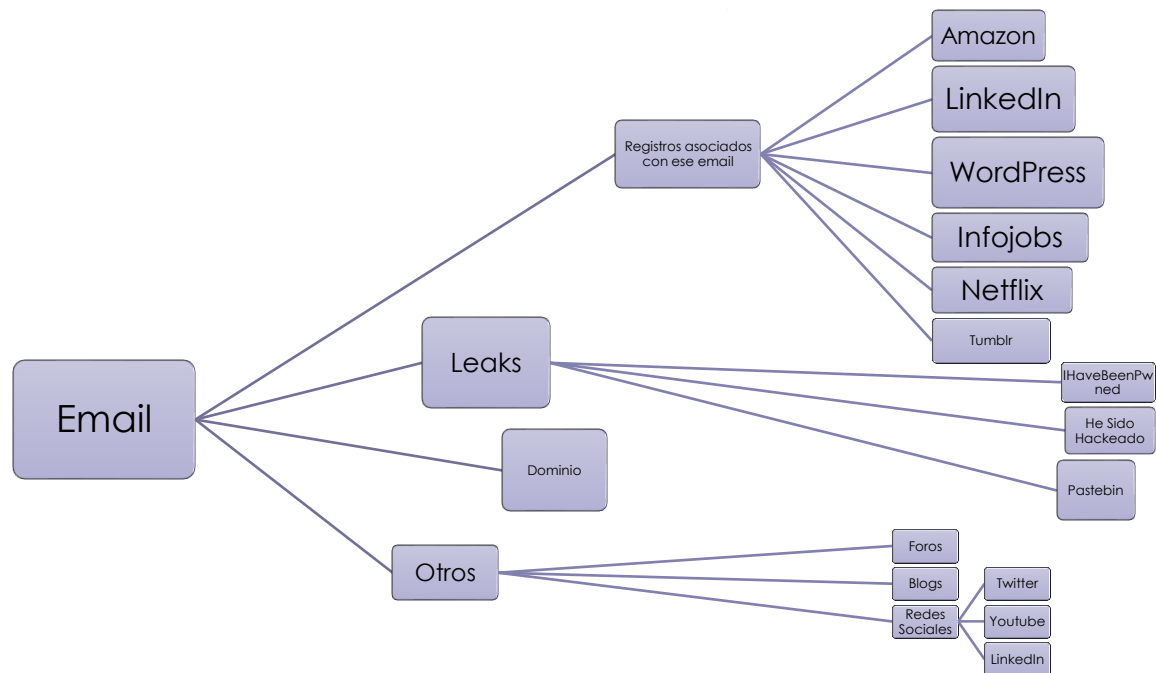 Email
Registros asociados
con ese email
Amazon
LinkedIn
WordPress
Infojobs
Netflix
Tumblr
Leaks
IHaveBeenPw
ned
He Sido
Hackeado
Pastebin
Dominio
Otros
Foros
Blogs
Redes
Sociales
Twitter
Youtube
LinkedIn